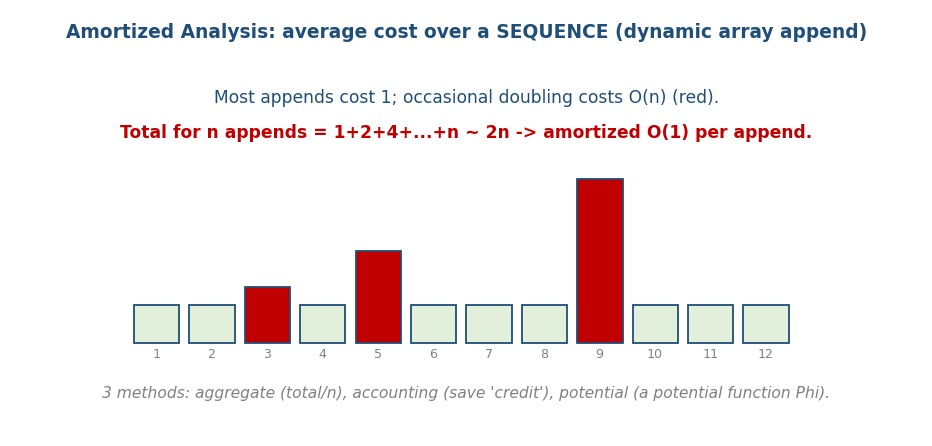 Amortized Analysis: average cost over a SEQUENCE (dynamic array append)
Most appends cost 1; occasional doubling costs O(n) (red).
Total for n appends = 1+2+4+...+n ~ 2n -> amortized O(1) per append.
1 2 3 4 5 6 7 8 9 10 11 12
3 methods: aggregate (total/n), accounting (save 'credit'), potential (a potential function Phi).